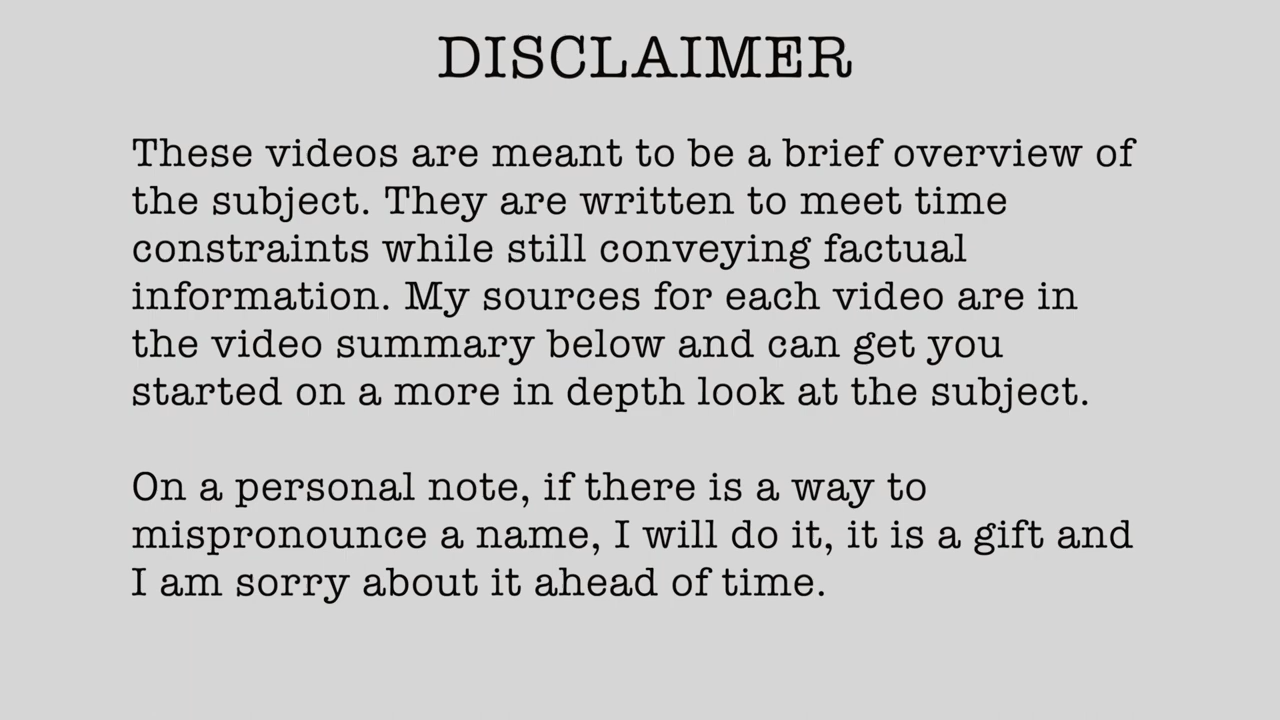 DISCLAIMER
These videos are meant to be a brief overview of
the subject. They are written to meet time
constraints while still conveying factual
information. My sources for each video are in
the video summary below and can get you
started on a more in depth look at the subject.
On a personal note, if there is a way to
mispronounce a name, I will do it, it is a gift and
I am sorry about it ahead of time.